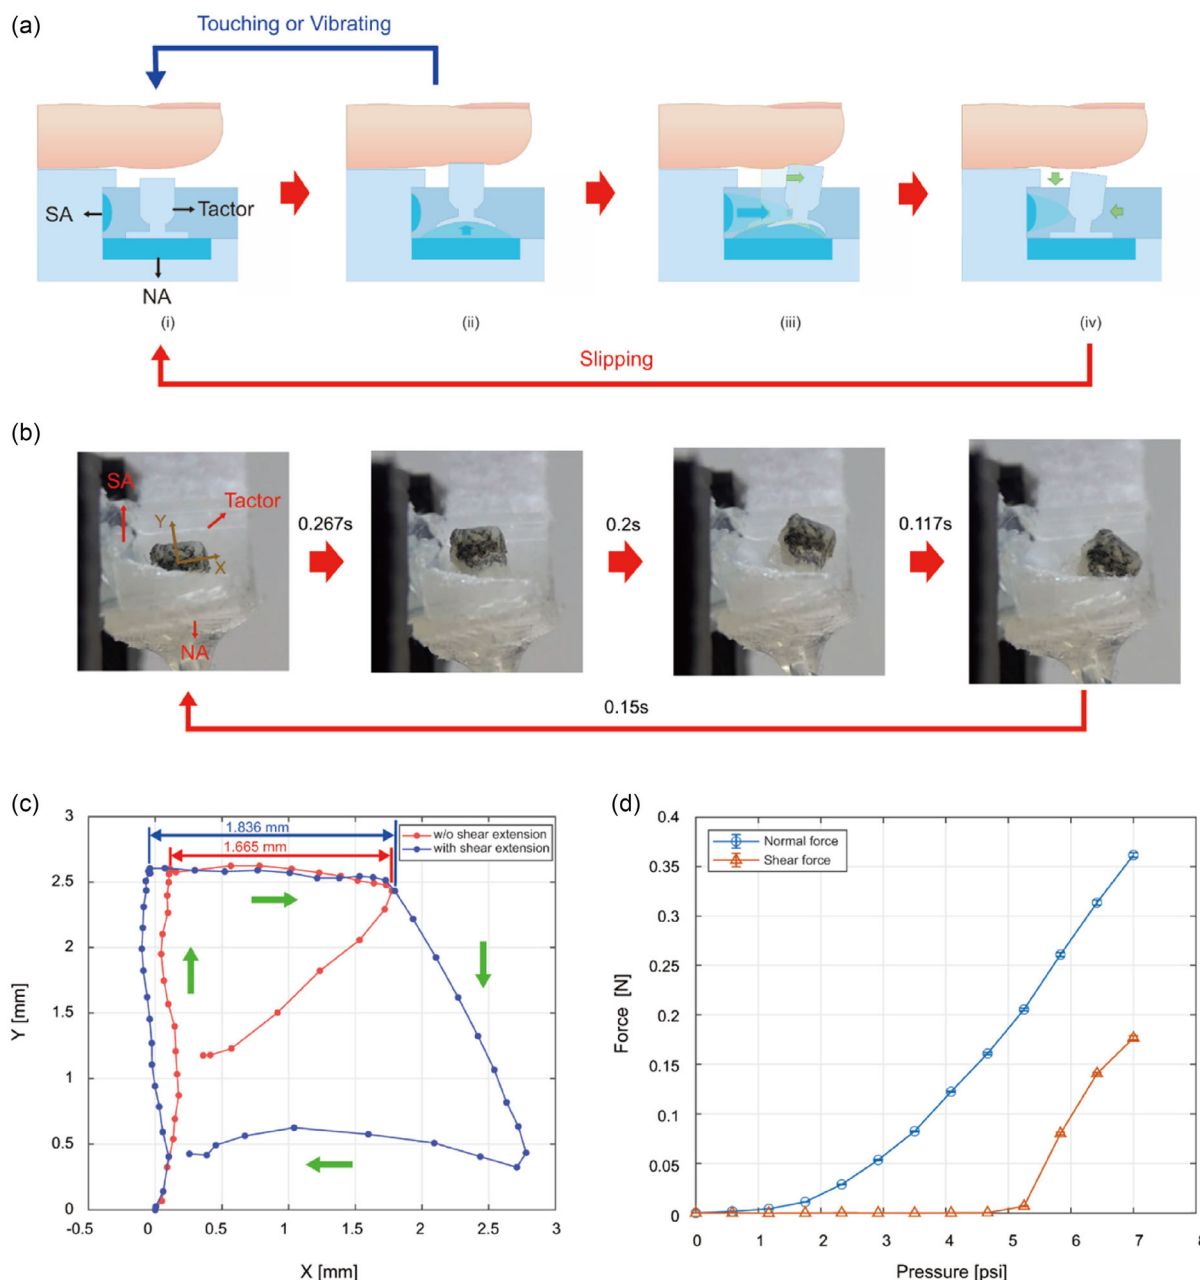 (a)
Touching or Vibrating
SA
Tactor
NA
(i)
(ii)
(iii)
(iv)
Slipping
(b)
SA
Tactor
Y
X
NA
0.267s
0.2s
0.117s
0.15s
(c)
3
2.5
2
1.5
1
0.5
0
Y [mm]
1.836 mm
1.665 mm
w/o shear extension
with shear extension
-0.5 0 0.5 1 1.5 2 2.5 3
X [mm]
(d)
0.4
0.35
0.3
0.25
0.2
0.15
0.1
0.05
0
Force [N]
Normal force
Shear force
0 1 2 3 4 5 6 7 8
Pressure [psi]